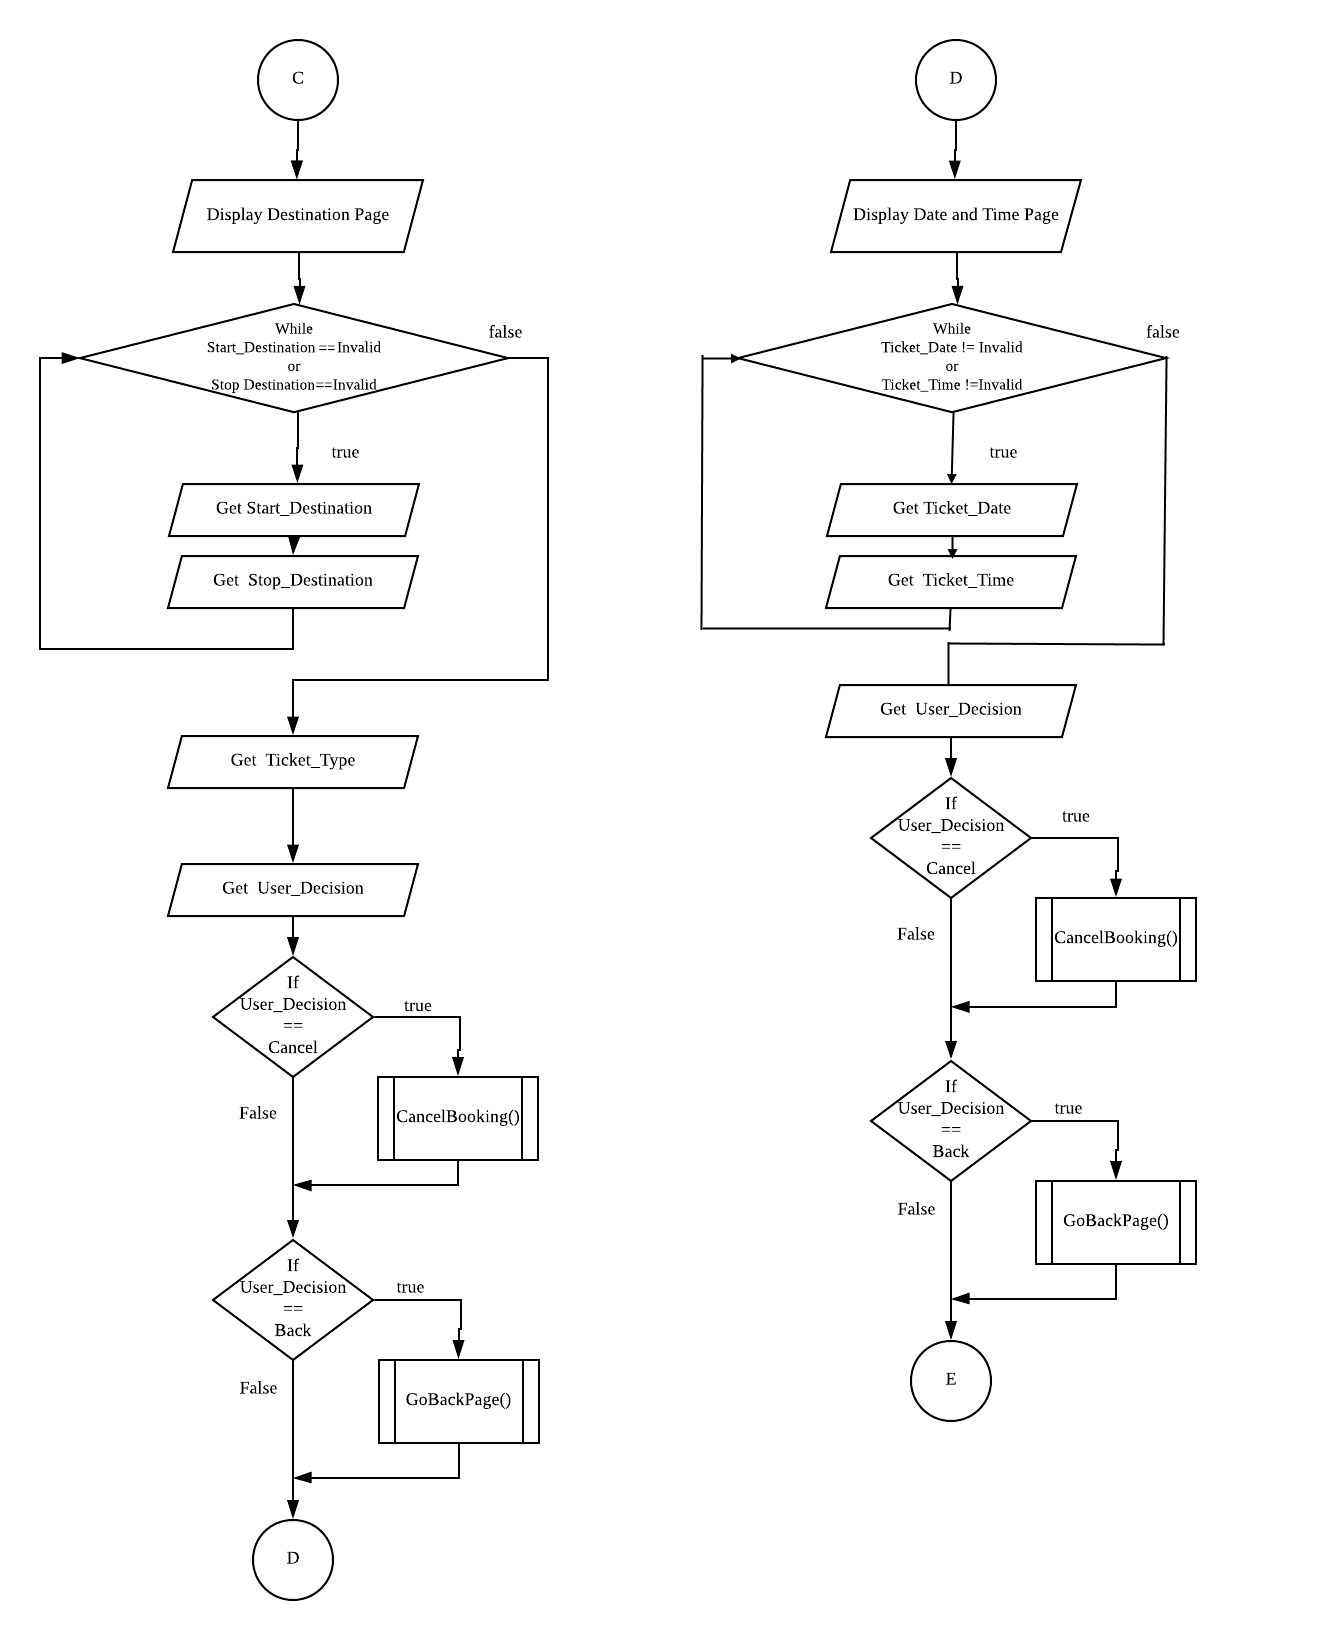 C
Display Destination Page
While
Start_Destination ==Invalid
or
Stop Destination==Invalid
false
true
Get Start_Destination
Get Stop_Destination
Get Ticket_Type
Get User_Decision
If
User_Decision
==
Cancel
true
False
CancelBooking()
If
User_Decision
==
Back
true
False
GoBackPage()
D
D
Display Date and Time Page
While
Ticket_Date != Invalid
or
Ticket_Time !=Invalid
false
true
Get Ticket_Date
Get Ticket_Time
Get User_Decision
If
User_Decision
==
Cancel
true
False
CancelBooking()
If
User_Decision
==
Back
true
False
GoBackPage()
E